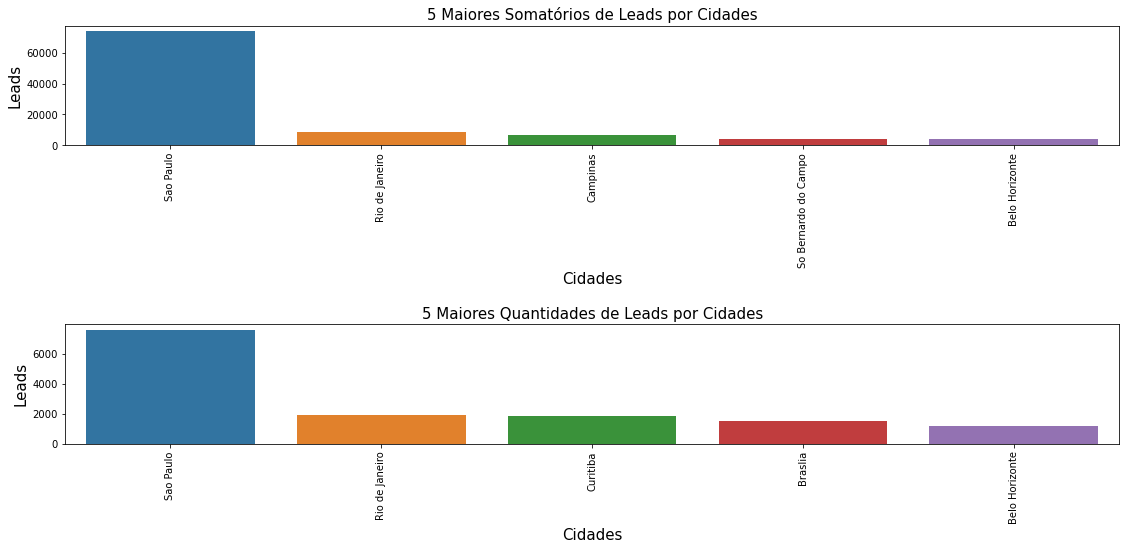 5 Maiores Somatórios de Leads por Cidades
Leads
60000
40000
20000
0
Sao Paulo
Rio de Janeiro
Campinas
So Bernardo do Campo
Belo Horizonte
Cidades
5 Maiores Quantidades de Leads por Cidades
Leads
6000
4000
2000
0
Sao Paulo
Rio de Janeiro
Curitiba
Braslia
Belo Horizonte
Cidades